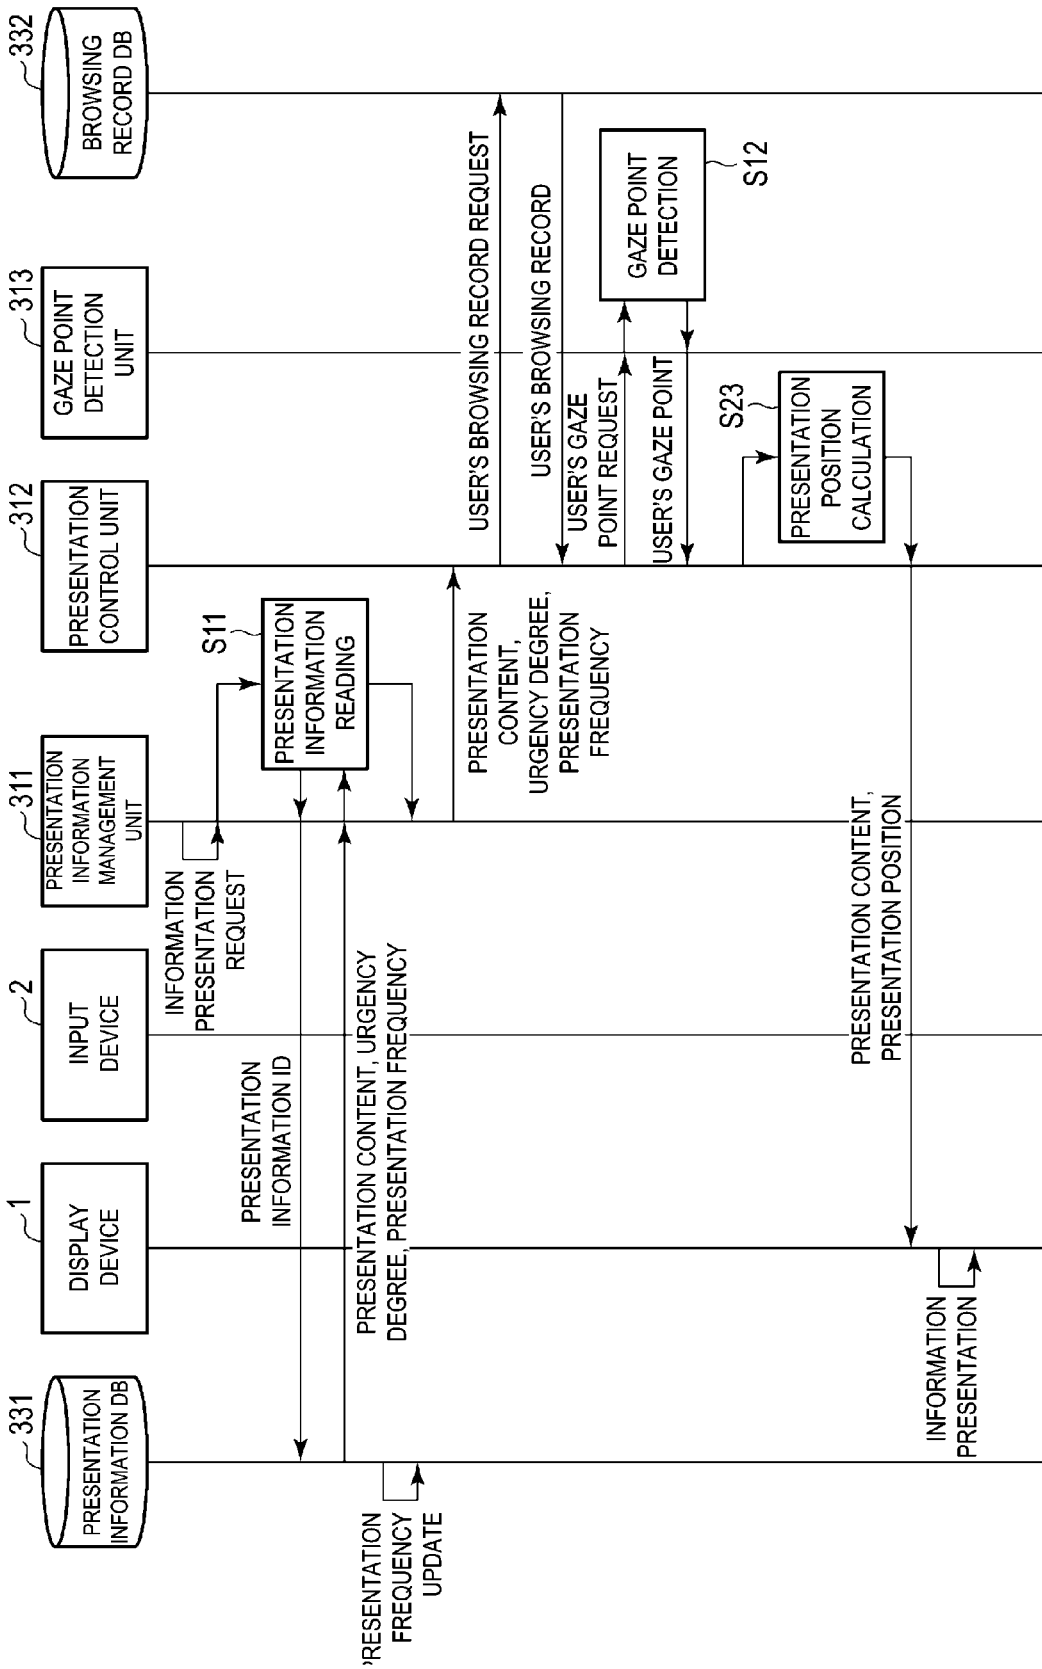 331
PRESENTATION
INFORMATION DB
1
DISPLAY
DEVICE
2
INPUT
DEVICE
311
PRESENTATION
INFORMATION
MANAGEMENT
UNIT
312
PRESENTATION
CONTROL UNIT
313
GAZE POINT
DETECTION
UNIT
332
BROWSING
RECORD DB
INFORMATION
PRESENTATION
REQUEST
S11
PRESENTATION
INFORMATION
READING
PRESENTATION
INFORMATION ID
PRESENTATION CONTENT, URGENCY
DEGREE, PRESENTATION FREQUENCY
PRESENTATION
FREQUENCY
UPDATE
PRESENTATION
CONTENT,
URGENCY DEGREE,
PRESENTATION
FREQUENCY
USER'S BROWSING RECORD REQUEST
USER'S BROWSING RECORD
USER'S GAZE
POINT REQUEST
GAZE POINT
DETECTION
S12
USER'S GAZE POINT
S23
PRESENTATION
POSITION
CALCULATION
PRESENTATION CONTENT,
PRESENTATION POSITION
INFORMATION
PRESENTATION